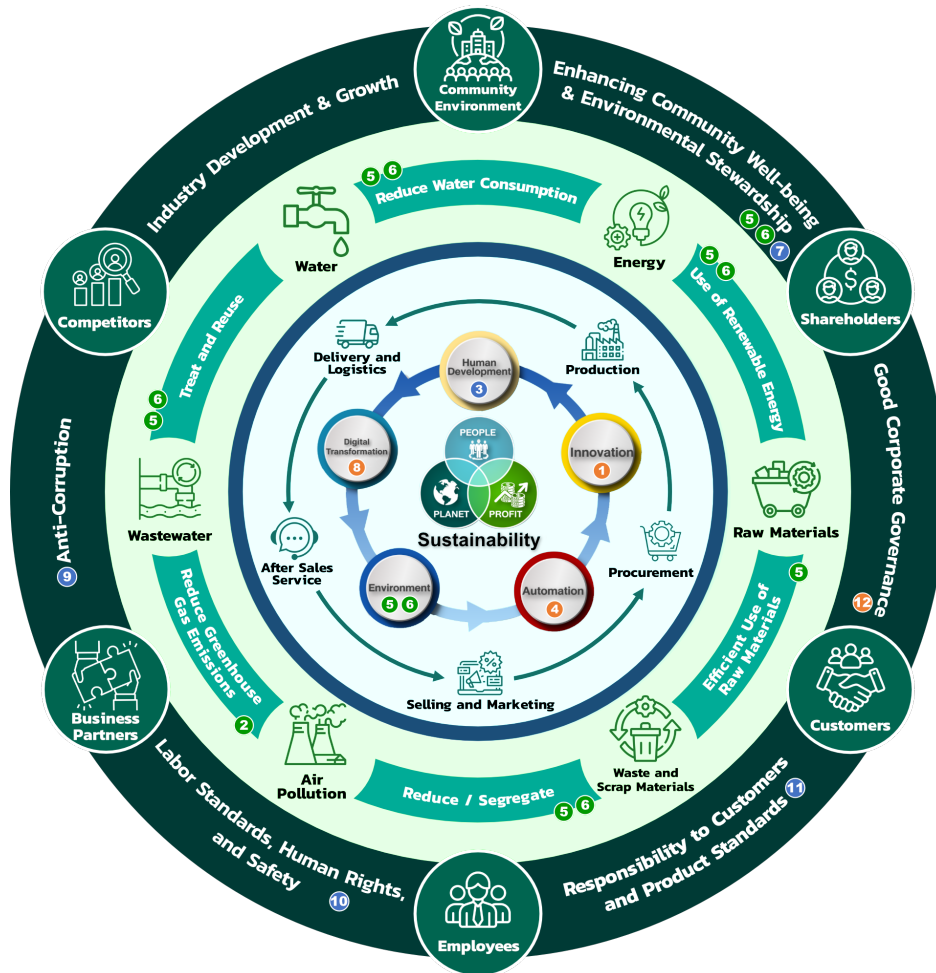 Community
Environment
Enhancing Community Well-being
& Environmental Stewardship
5
6
7
Shareholders
Good Corporate Governance
12
Customers
Responsibility to Customers
and Product Standards
11
Employees
Labor Standards, Human Rights,
and Safety
10
Business
Partners
Anti-Corruption
9
Competitors
Industry Development & Growth
5
6
Reduce Water Consumption
Energy
5
6
Use of Renewable Energy
Raw Materials
5
Efficient Use of
Raw Materials
Waste and
Scrap Materials
Reduce / Segregate
5
6
Air
Pollution
Reduce Greenhouse
Gas Emissions
2
Wastewater
Treat and Reuse
6
5
Water
Production
Delivery and
Logistics
After Sales
Service
Selling and Marketing
Procurement
Human
Development
3
Innovation
1
Automation
4
Environment
5
6
Digital
Transformation
8
PEOPLE
PLANET
PROFIT
$
Sustainability